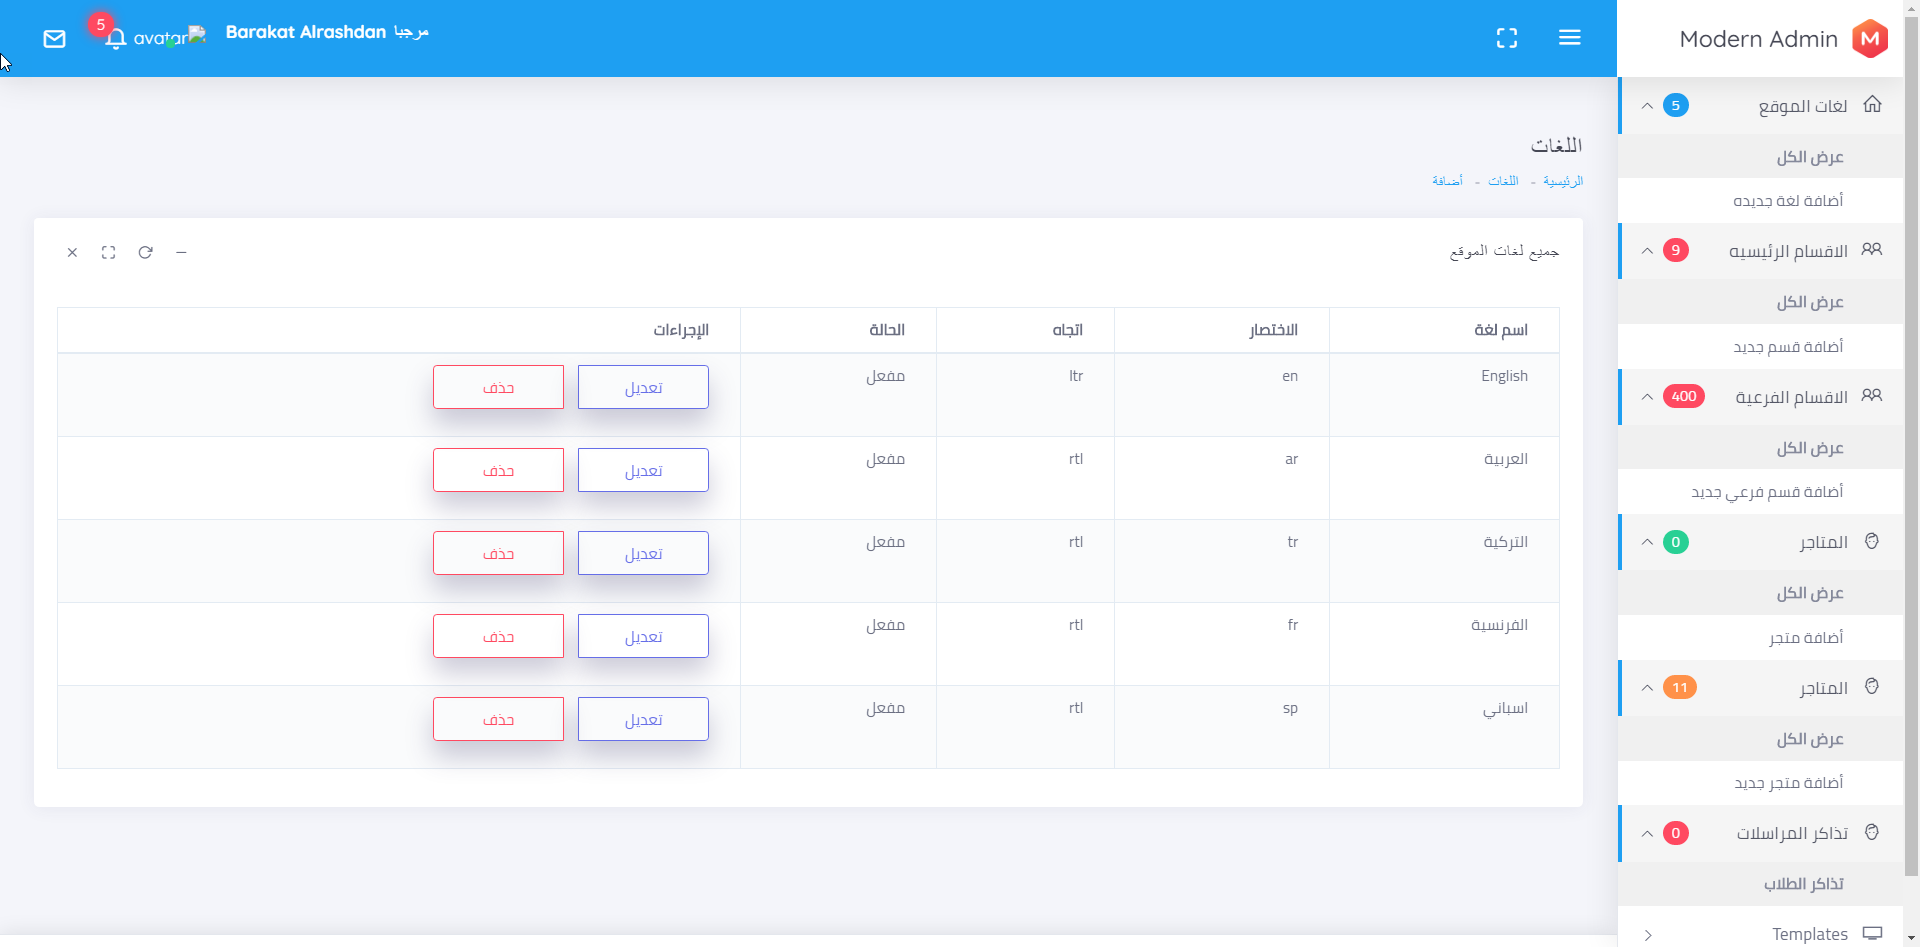 Modern Admin
مرحبا Barakat Alrashdan
avatar
5
لغات الموقع 5
عرض الكل
أضافة لغة جديده
الاقسام الرئيسيه 9
عرض الكل
أضافة قسم جديد
الاقسام الفرعية 400
عرض الكل
أضافة قسم فرعي جديد
المتاجر 0
عرض الكل
أضافة متجر
المتاجر 11
عرض الكل
أضافة متجر جديد
تذاكر المراسلات 0
تذاكر الطلاب
Templates
اللغات
الرئيسية - اللغات - أضافة
جميع لغات الموقع
اسم لغة الاختصار اتجاه الحالة الإجراءات
English en ltr مفعل تعديل حذف
العربية ar rtl مفعل تعديل حذف
التركية tr rtl مفعل تعديل حذف
الفرنسية fr rtl مفعل تعديل حذف
اسباني sp rtl مفعل تعديل حذف